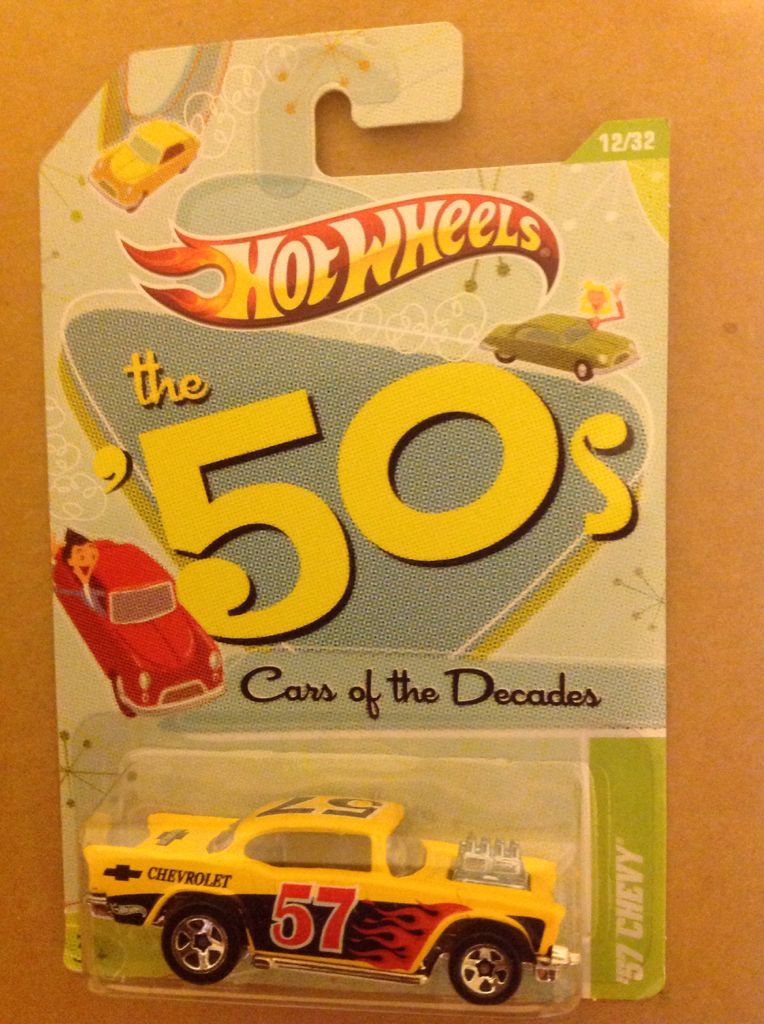 12/32
HOT WHEELS
the
'50s
Cars of the Decades
57
CHEVROLET
57
'57 CHEVY